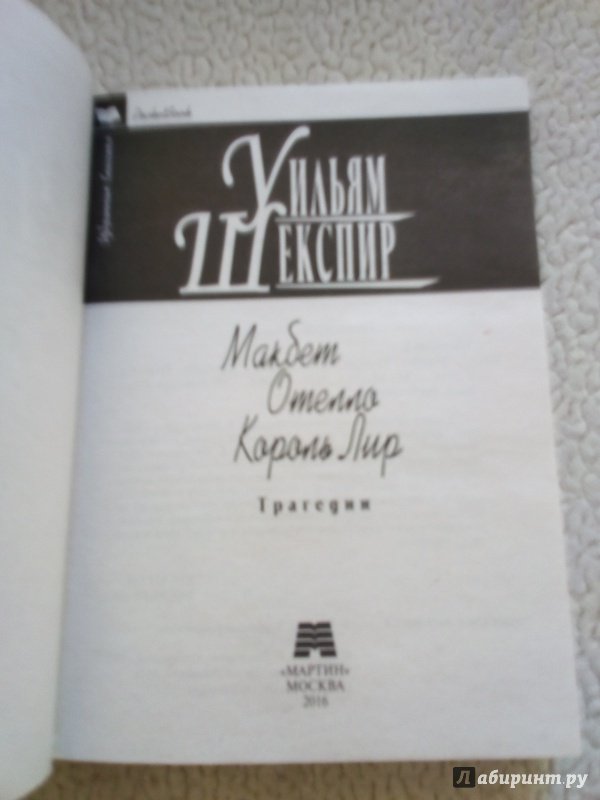 Уильям
Шекспир
Макбет
Отелло
Король Лир
Трагедии
«МАРТИН»
МОСКВА
2016
Лабиринт.ру